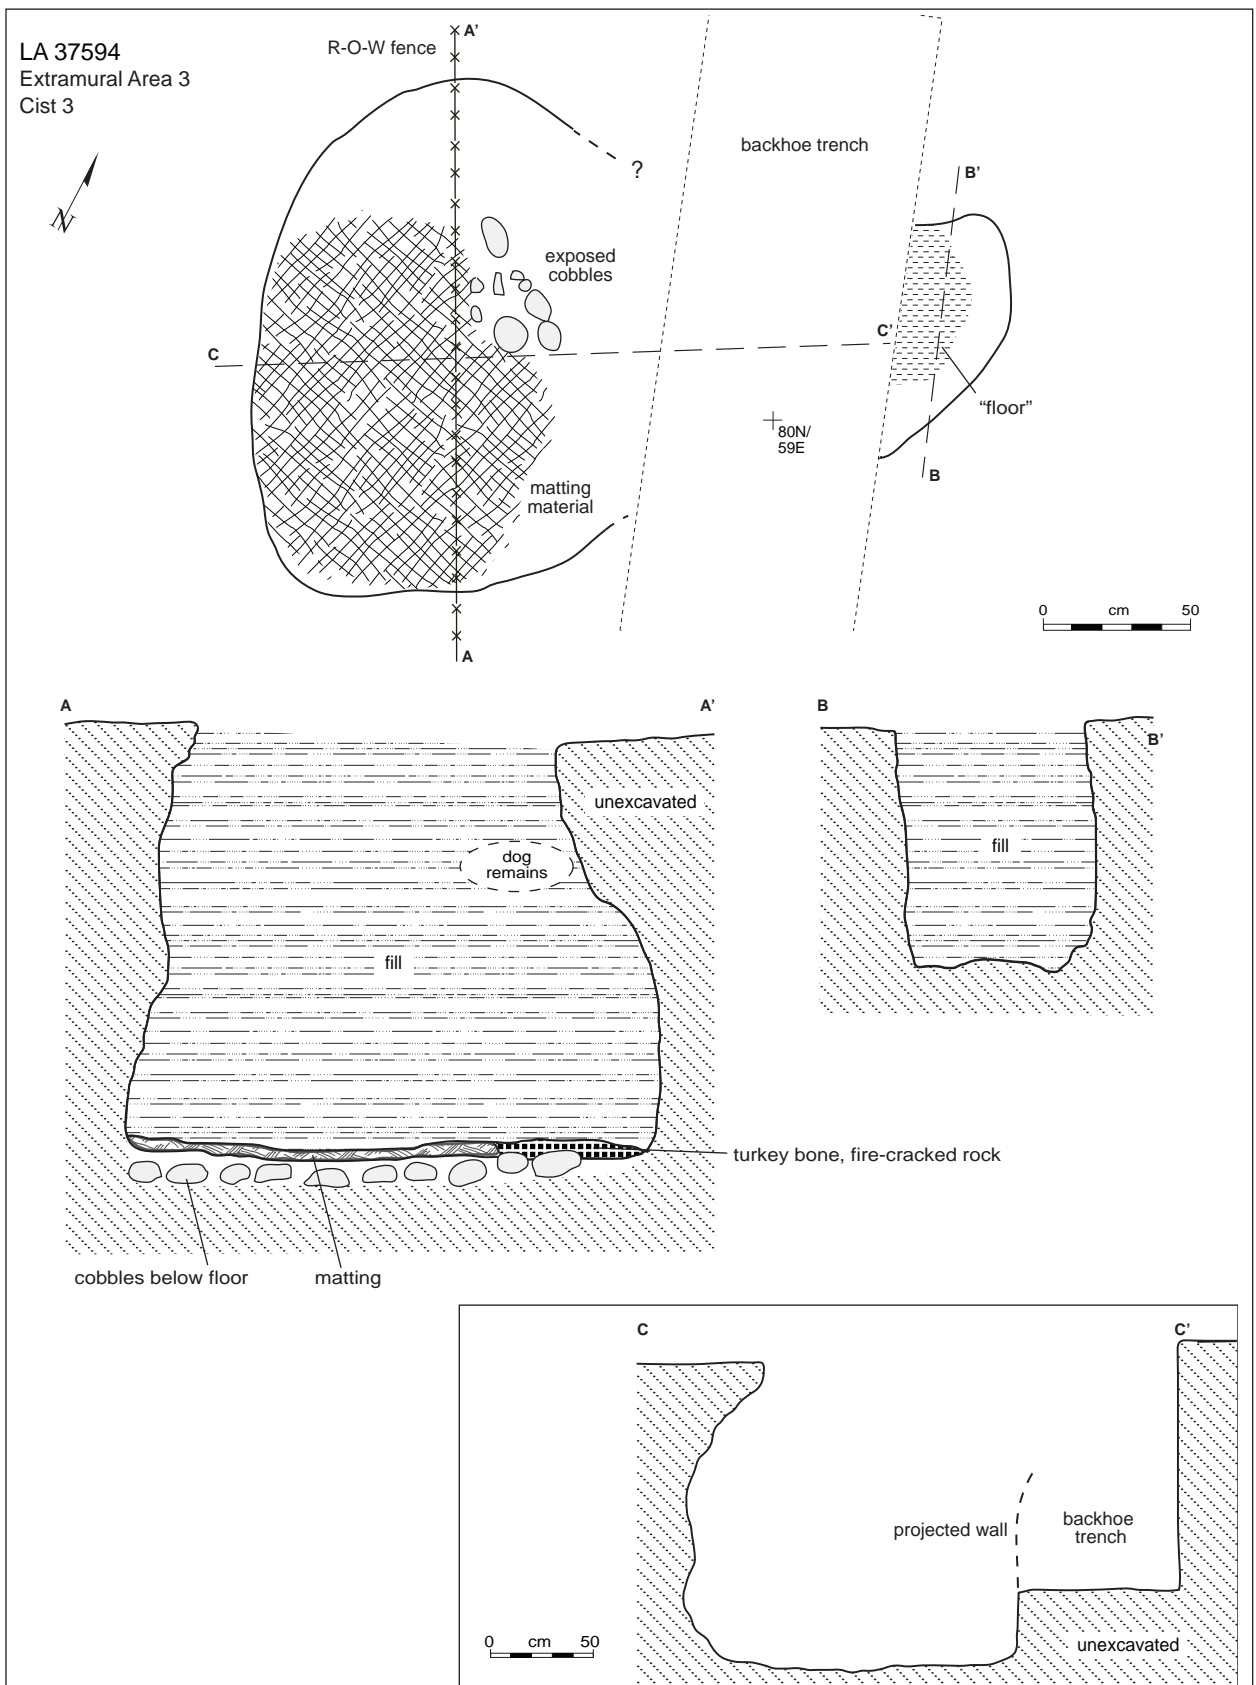 LA 37594
Extramural Area 3
Cist 3
R-O-W fence
A’
N
?
backhoe trench
B’
exposed
cobbles
C
C’
“floor”
80N/
59E
matting
material
B
A
0 cm 50
A
A’
B
B’
unexcavated
dog
remains
fill
fill
turkey bone, fire-cracked rock
cobbles below floor
matting
C
C’
projected wall
backhoe
trench
0 cm 50
unexcavated